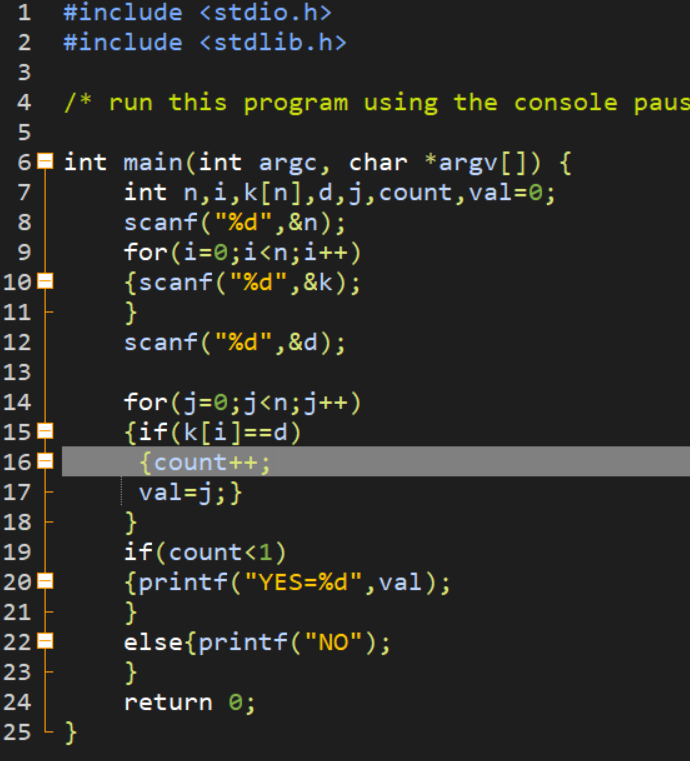 1 #include <stdio.h>
2 #include <stdlib.h>
3
4 /* run this program using the console paus
5
6 int main(int argc, char *argv[]) {
7 int n,i,k[n],d,j,count,val=0;
8 scanf("%d",&n);
9 for(i=0;i<n;i++)
10 {scanf("%d",&k);
11 }
12 scanf("%d",&d);
13
14 for(j=0;j<n;j++)
15 {if(k[i]==d)
16 {count++;
17 val=j;}
18 }
19 if(count<1)
20 {printf("YES=%d",val);
21 }
22 else{printf("NO");
23 }
24 return 0;
25 }